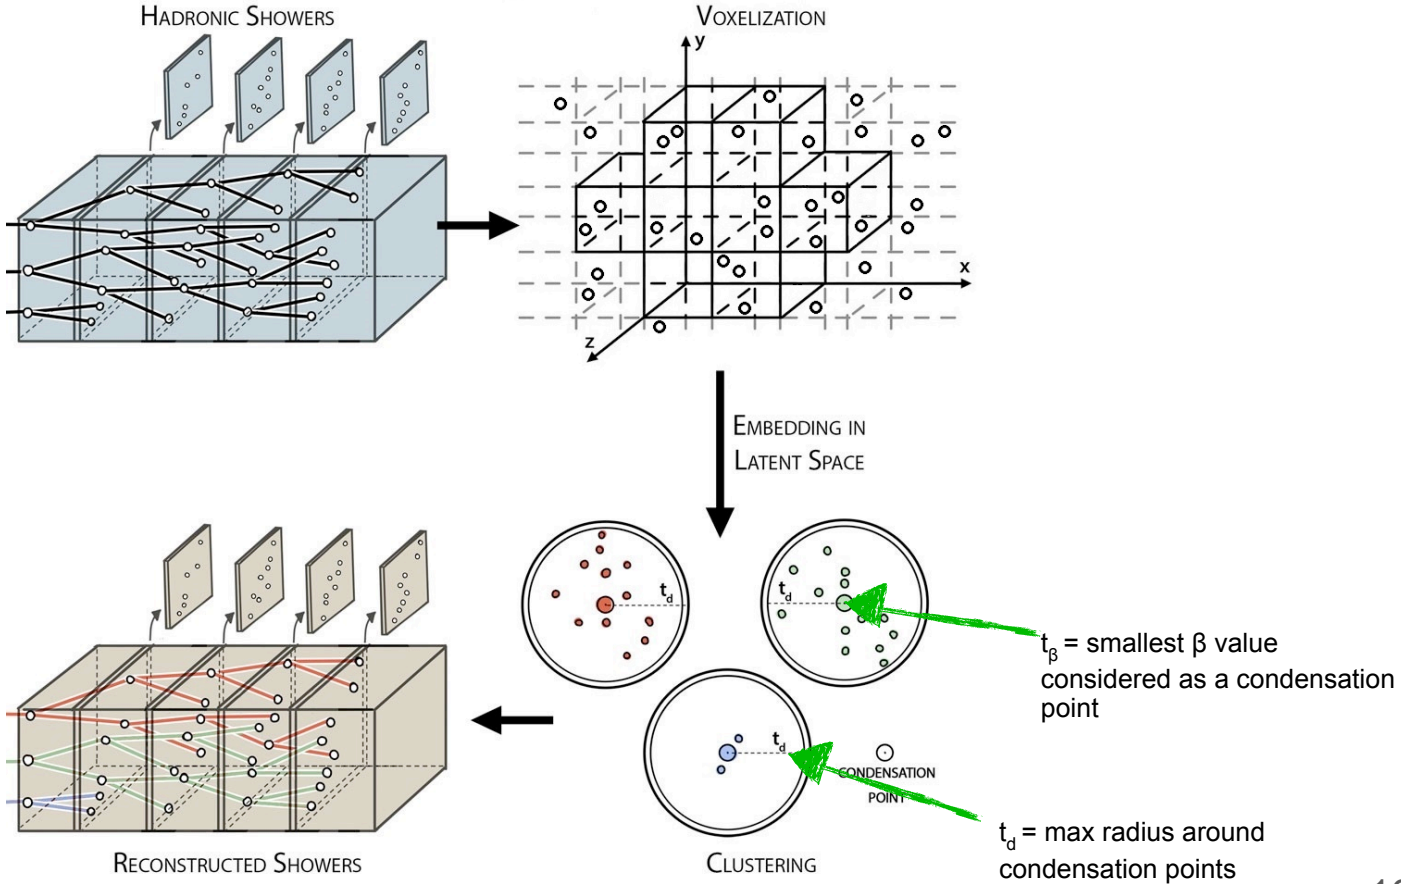 HADRONIC SHOWERS
VOXELIZATION
y
x
z
EMBEDDING IN
LATENT SPACE
t_d
t_d
t_d
CONDENSATION
POINT
t_β = smallest β value
considered as a condensation
point
t_d = max radius around
condensation points
RECONSTRUCTED SHOWERS
CLUSTERING